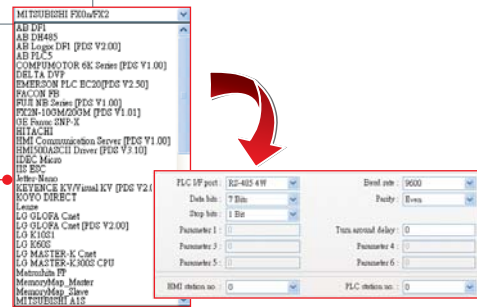 MITSUBISHI FX0n/FX2
AB DF1
AB DH485
AB Logix DF1 [PDS V2.00]
AB PLC5
COMPUMOTOR 6K Series [PDS V1.00]
DELTA DVP
EMERSON PLC EC20[PDS V2.50]
FACON FB
FUJI NB Series [PDS V1.00]
FX2N-10GM/20GM [PDS V1.01]
GE Fanuc SNP-X
HITACHI
HMI Communication Server [PDS V1.00]
HMI500ASCII Driver [PDS V3.10]
IDEC Micro
Jetter-Nano
KEYENCE KV/Visual KV [PDS V2.0
KOYO DIRECT
Lenze
LG GLOFA Cnet
LG GLOFA Cnet [PDS V2.00]
LG K10S1
LG K60S
LG MASTER-K Cnet
LG MASTER-K300S CPU
Matsushita FP
MemoryMap_Master
MemoryMap_Slave
MITSUBISHI A1S
PLC I/F port : RS-485 4W Baud rate : 9600
Data bits : 7 Bits Parity : Even
Stop bits : 1 Bit
Parameter 1 : 0 Turn around delay : 0
Parameter 3 : 0 Parameter 4 : 0
Parameter 5 : 0 Parameter 6 : 0
HMI station no. : 0 PLC station no. : 0